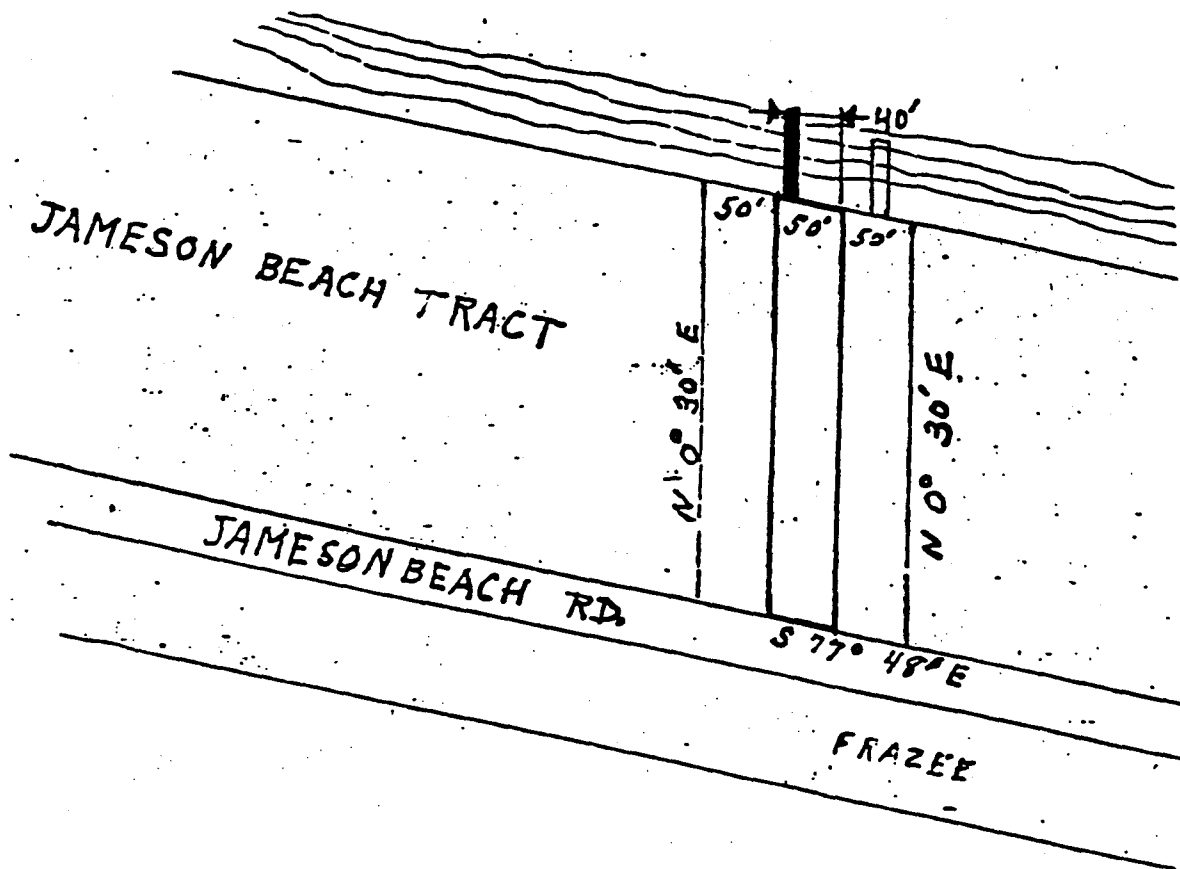 40'
50' 50' 50'
JAMESON BEACH TRACT
N 0° 30' E
N 0° 30' E
JAMESON BEACH RD.
S 77° 48' E
FRAZEE